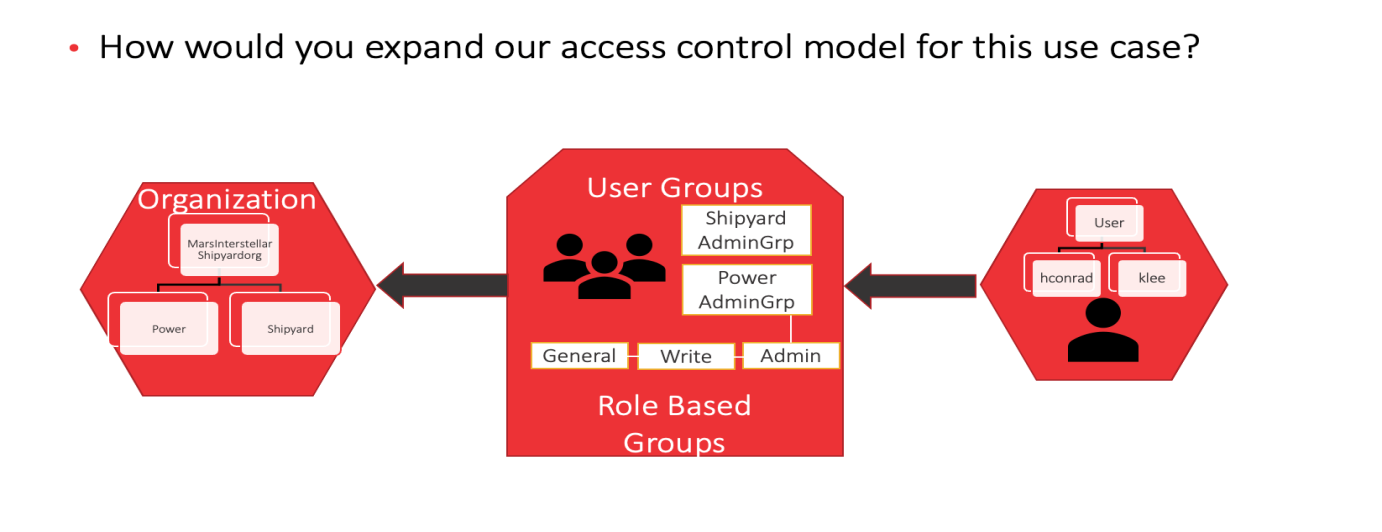 • How would you expand our access control model for this use case?
Organization
MarsInterstellar
Shipyardorg
Power
Shipyard
User Groups
Shipyard
AdminGrp
Power
AdminGrp
General
Write
Admin
Role Based
Groups
User
hconrad
klee